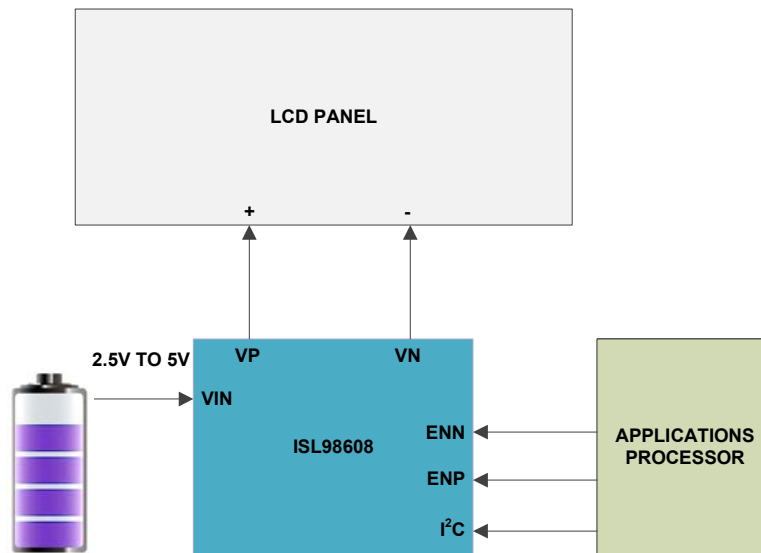 LCD PANEL
+ -
2.5V TO 5V
VP VN
VIN
ISL98608
ENN
ENP
I²C
APPLICATIONS
PROCESSOR